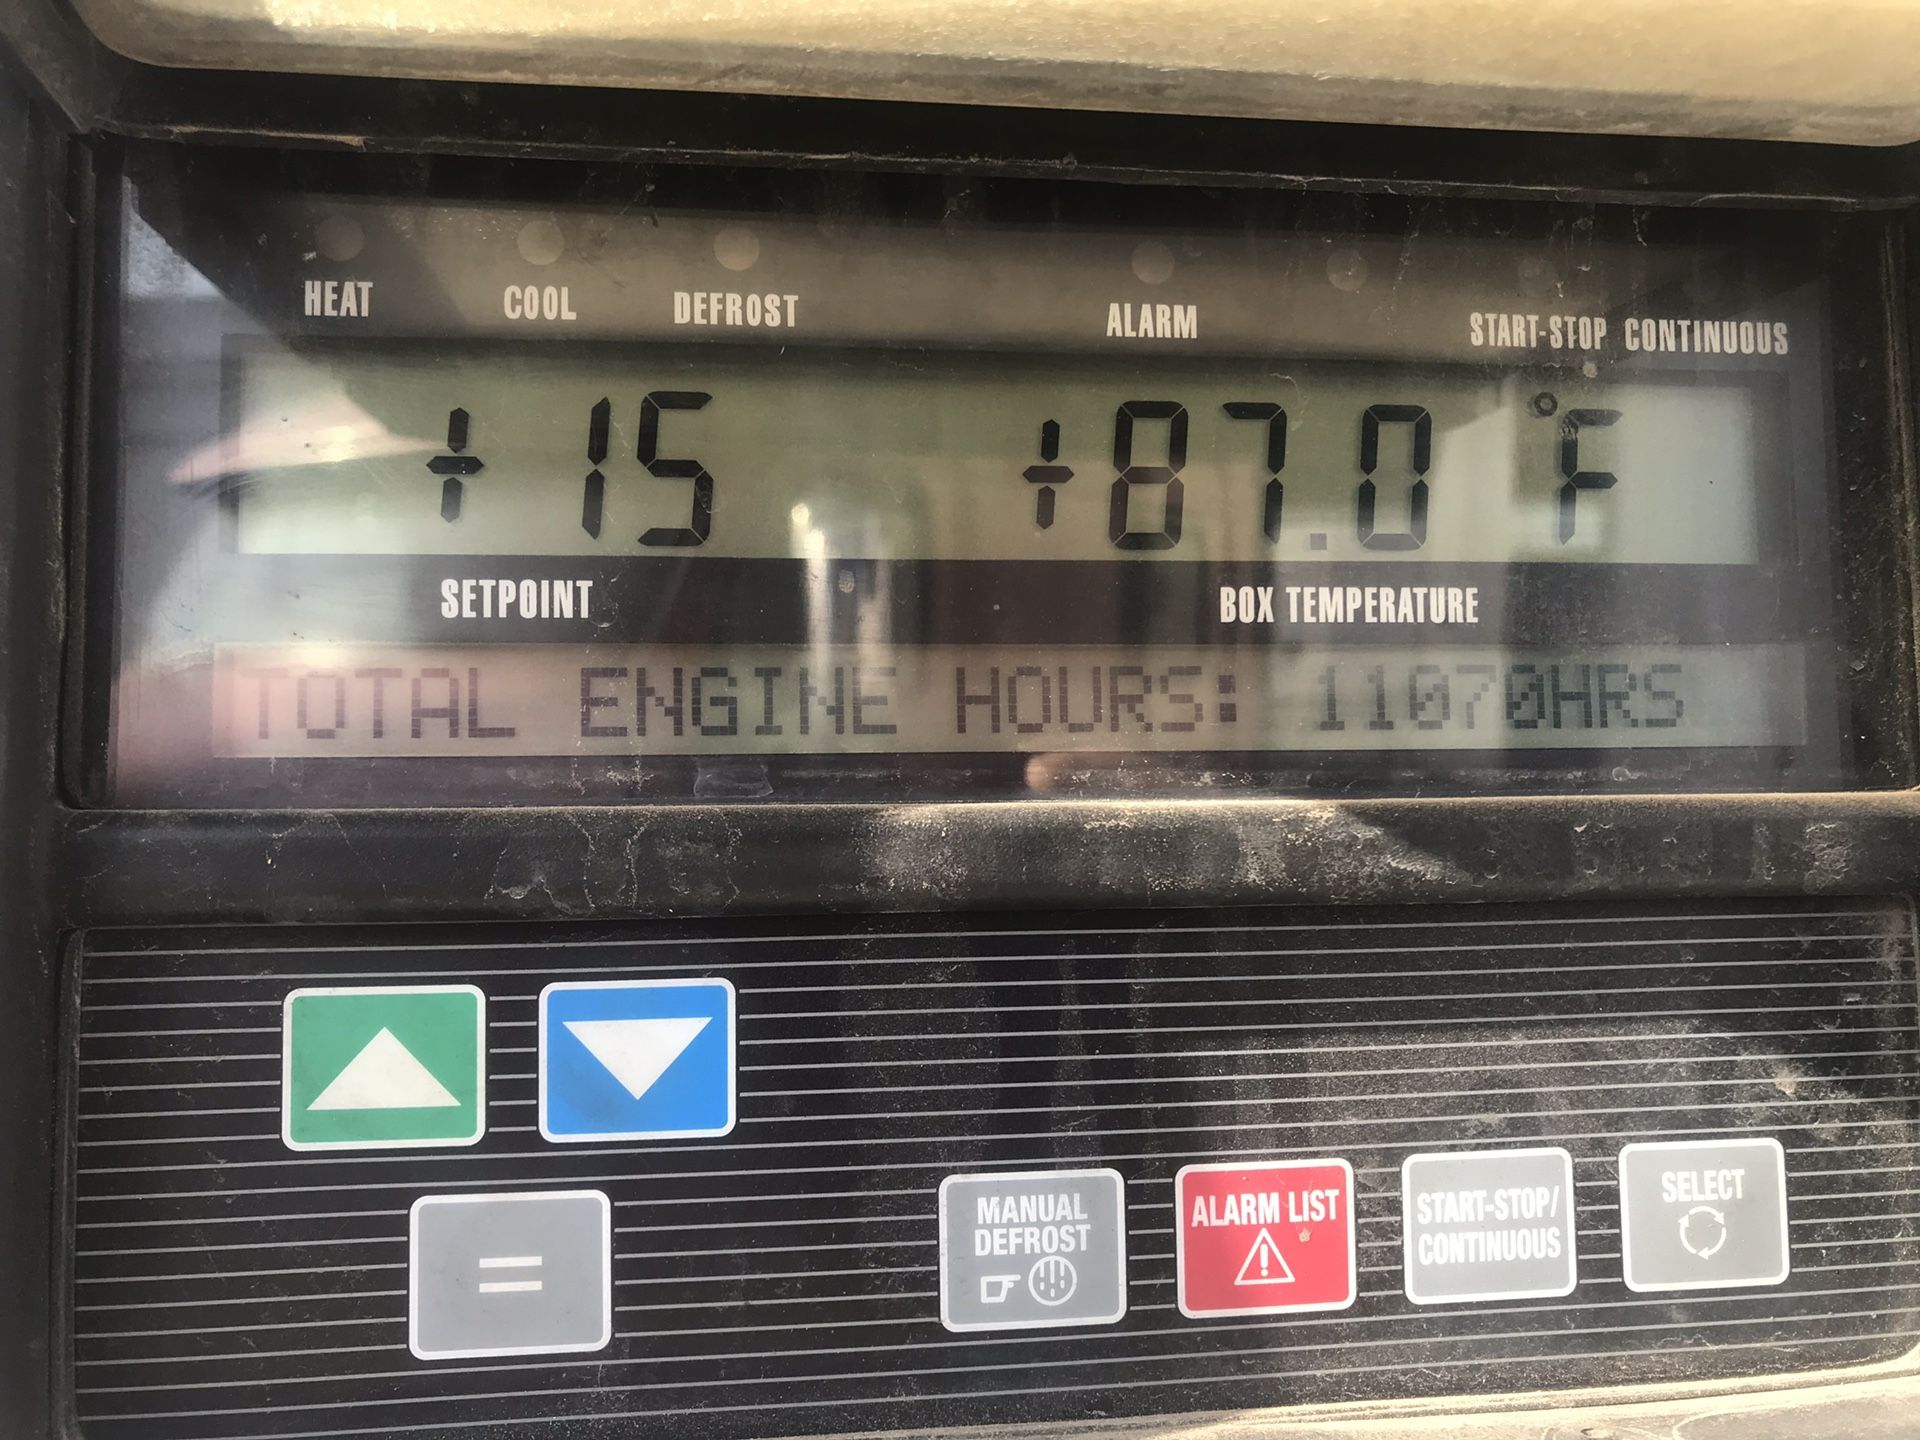 HEAT COOL DEFROST ALARM START-STOP CONTINUOUS
+15 +87.0 °F
SETPOINT BOX TEMPERATURE
TOTAL ENGINE HOURS: 11070HRS
=
MANUAL DEFROST
ALARM LIST
START-STOP/
CONTINUOUS
SELECT